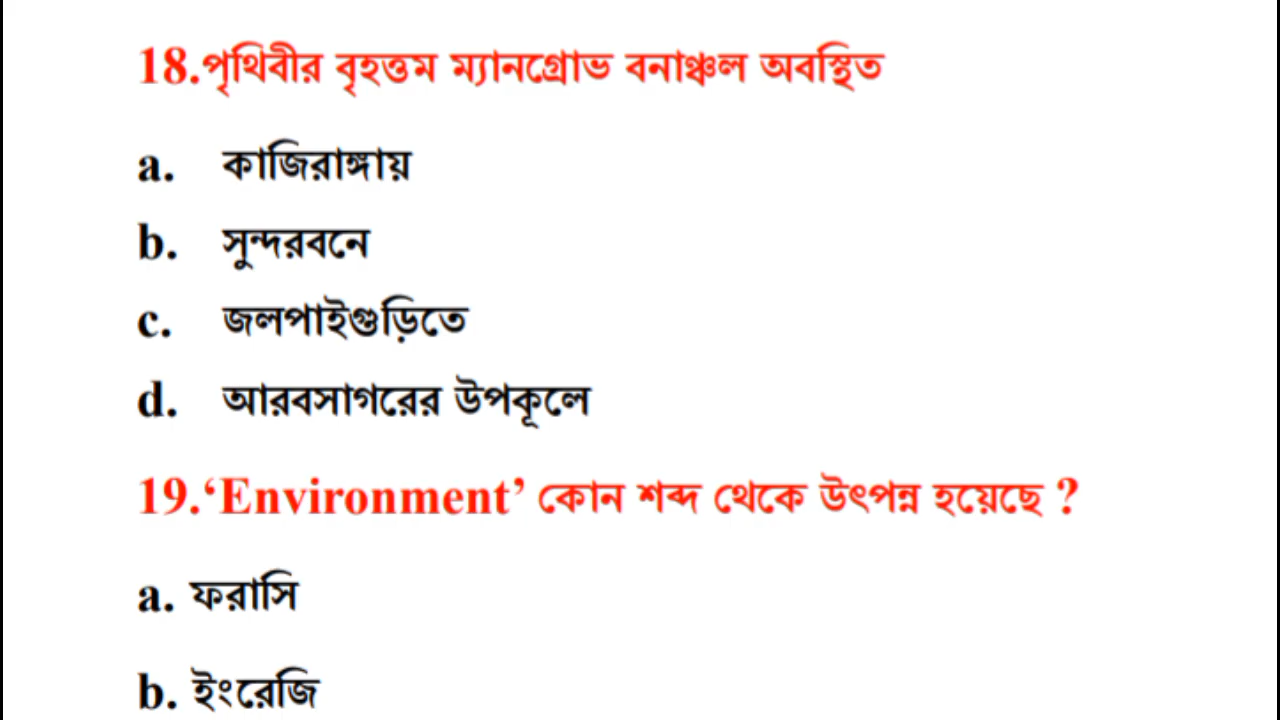 18.পৃথিবীর বৃহত্তম ম্যানগ্রোভ বনাঞ্চল অবস্থিত
a. কাজিরাঙ্গায়
b. সুন্দরবনে
c. জলপাইগুড়িতে
d. আরবসাগরের উপকূলে
19.‘Environment’ কোন শব্দ থেকে উৎপন্ন হয়েছে ?
a. ফরাসি
b. ইংরেজি